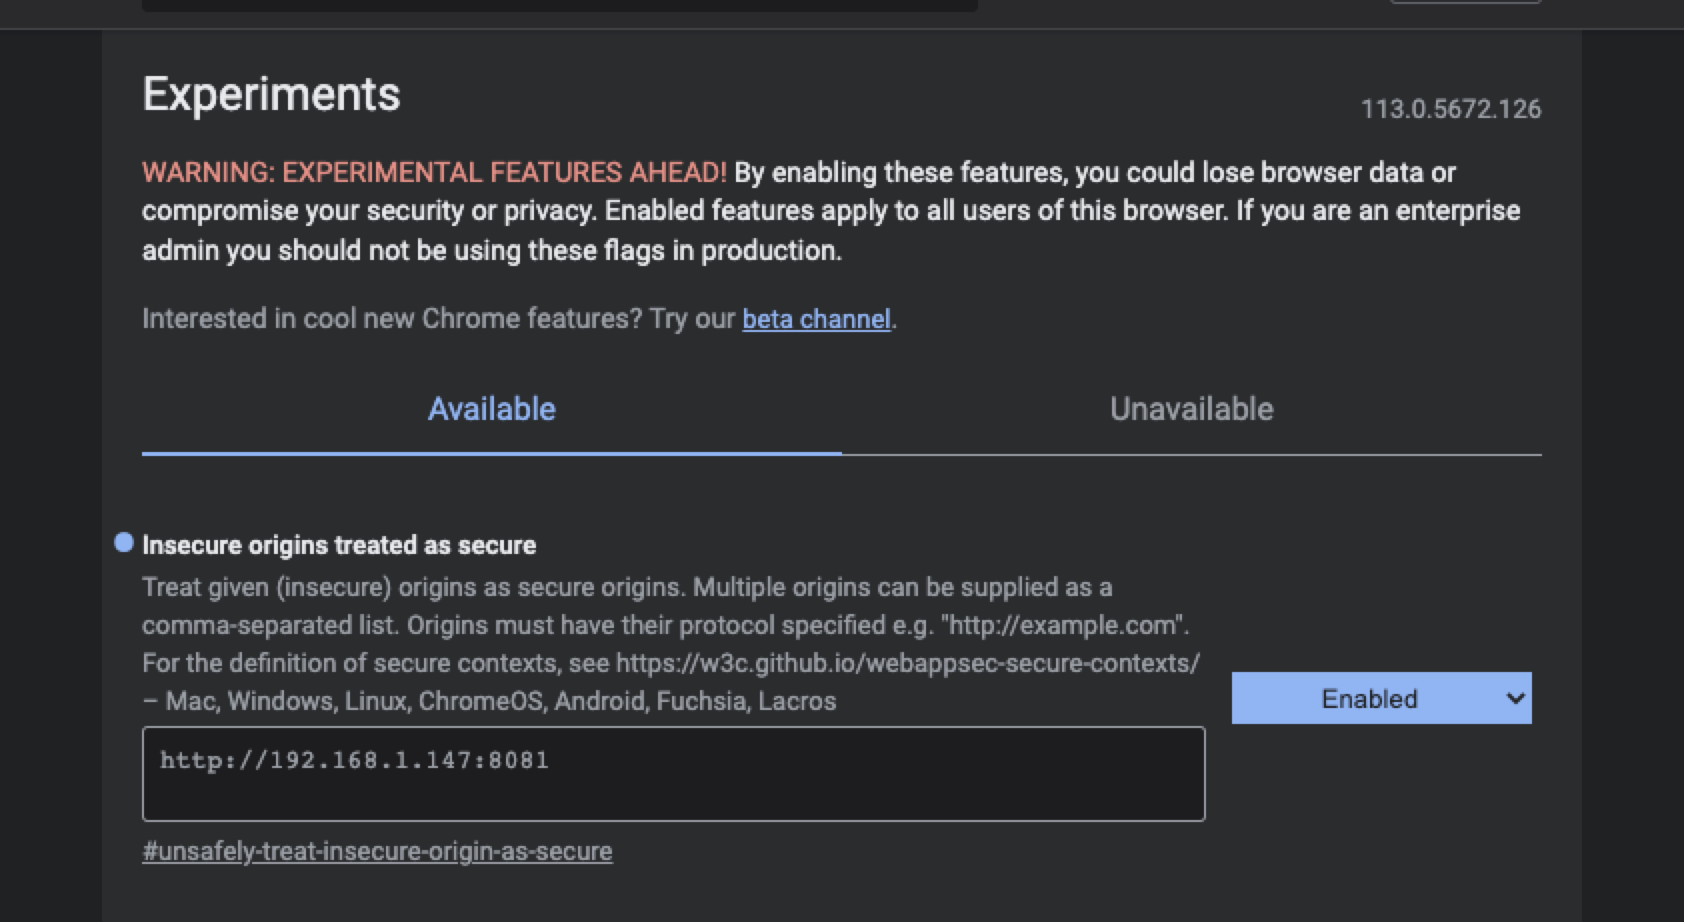 Experiments
113.0.5672.126
WARNING: EXPERIMENTAL FEATURES AHEAD! By enabling these features, you could lose browser data or
compromise your security or privacy. Enabled features apply to all users of this browser. If you are an enterprise
admin you should not be using these flags in production.
Interested in cool new Chrome features? Try our beta channel.
Available
Unavailable
Insecure origins treated as secure
Treat given (insecure) origins as secure origins. Multiple origins can be supplied as a
comma-separated list. Origins must have their protocol specified e.g. "http://example.com".
For the definition of secure contexts, see https://w3c.github.io/webappsec-secure-contexts/
– Mac, Windows, Linux, ChromeOS, Android, Fuchsia, Lacros
Enabled
http://192.168.1.147:8081
#unsafely-treat-insecure-origin-as-secure